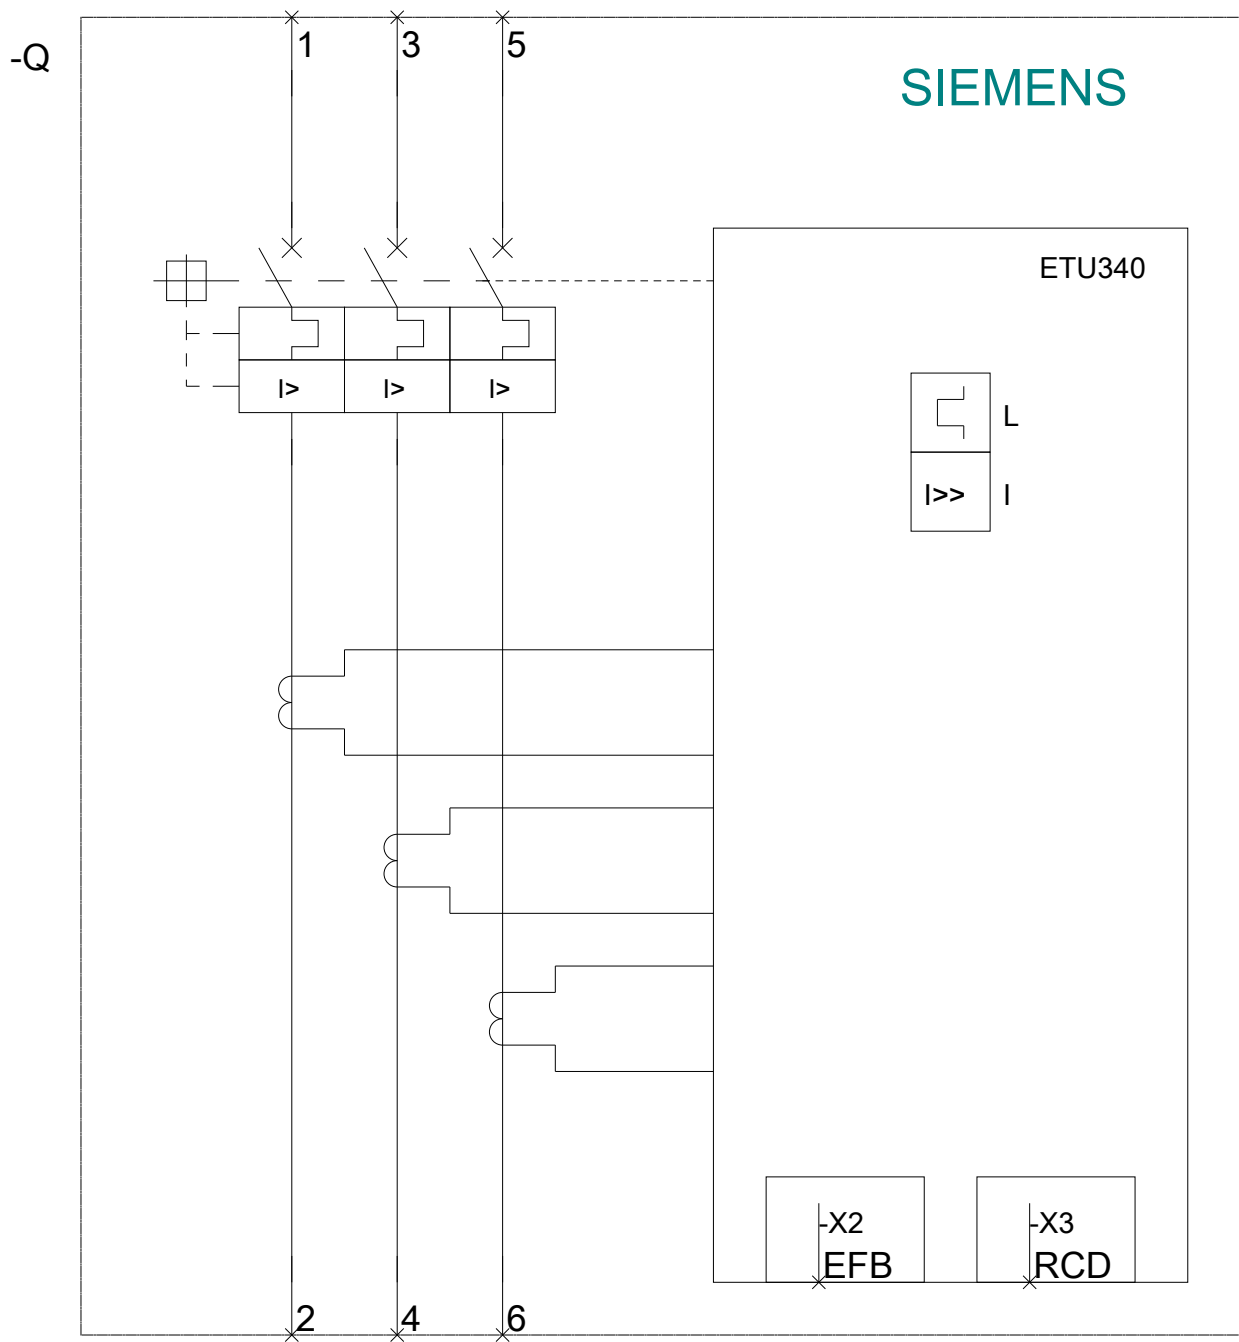 1 3 5
-Q
SIEMENS
ETU340
I> I> I>
L
I>> I
-X2 -X3
EFB RCD
2 4 6